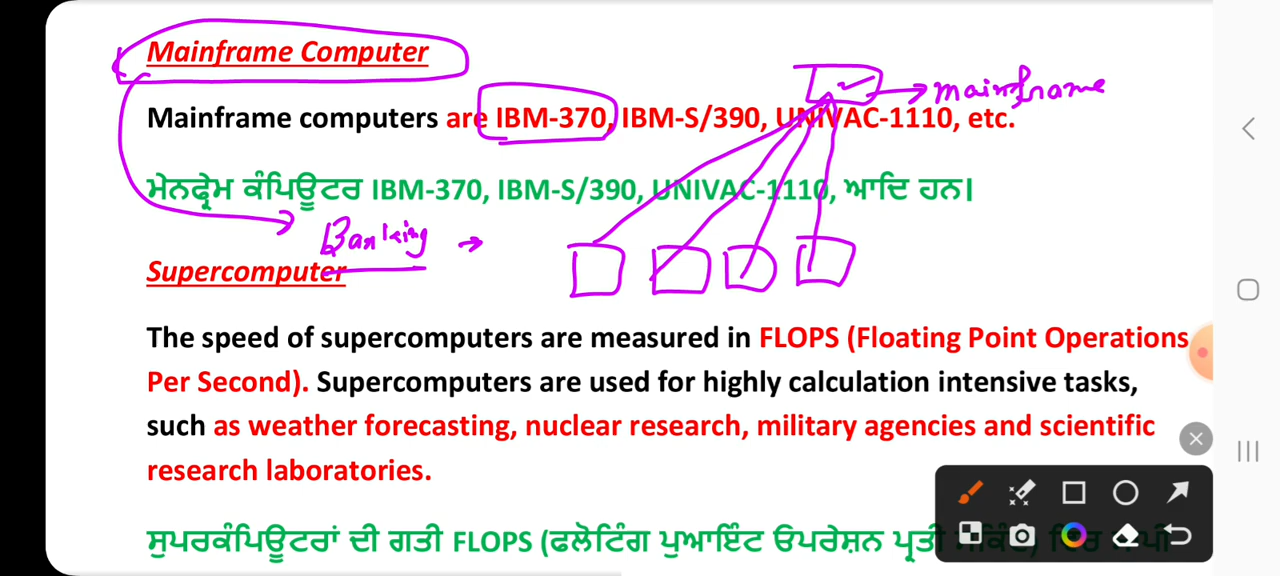 Mainframe Computer
mainframe
Mainframe computers are IBM-370, IBM-S/390, UNIVAC-1110, etc.
ਮੇਨਫ੍ਰੇਮ ਕੰਪਿਊਟਰ IBM-370, IBM-S/390, UNIVAC-1110, ਆਦਿ ਹਨ।
Banking
Supercomputer
The speed of supercomputers are measured in FLOPS (Floating Point Operations
Per Second). Supercomputers are used for highly calculation intensive tasks,
such as weather forecasting, nuclear research, military agencies and scientific
research laboratories.
ਸੁਪਰਕੰਪਿਊਟਰਾਂ ਦੀ ਗਤੀ FLOPS (ਫਲੋਟਿੰਗ ਪੁਆਇੰਟ ਓਪਰੇਸ਼ਨ ਪ੍ਰਤੀ